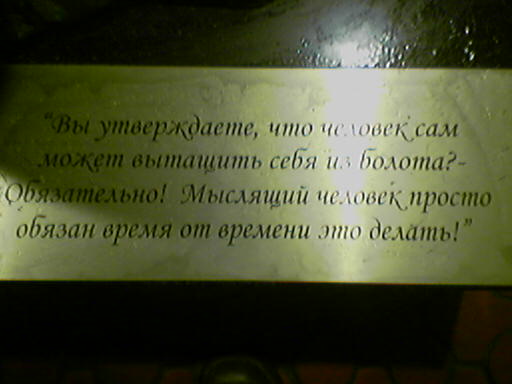 “Вы утверждаете, что человек сам
может вытащить себя из болота?-
Обязательно! Мыслящий человек просто
обязан время от времени это делать!”